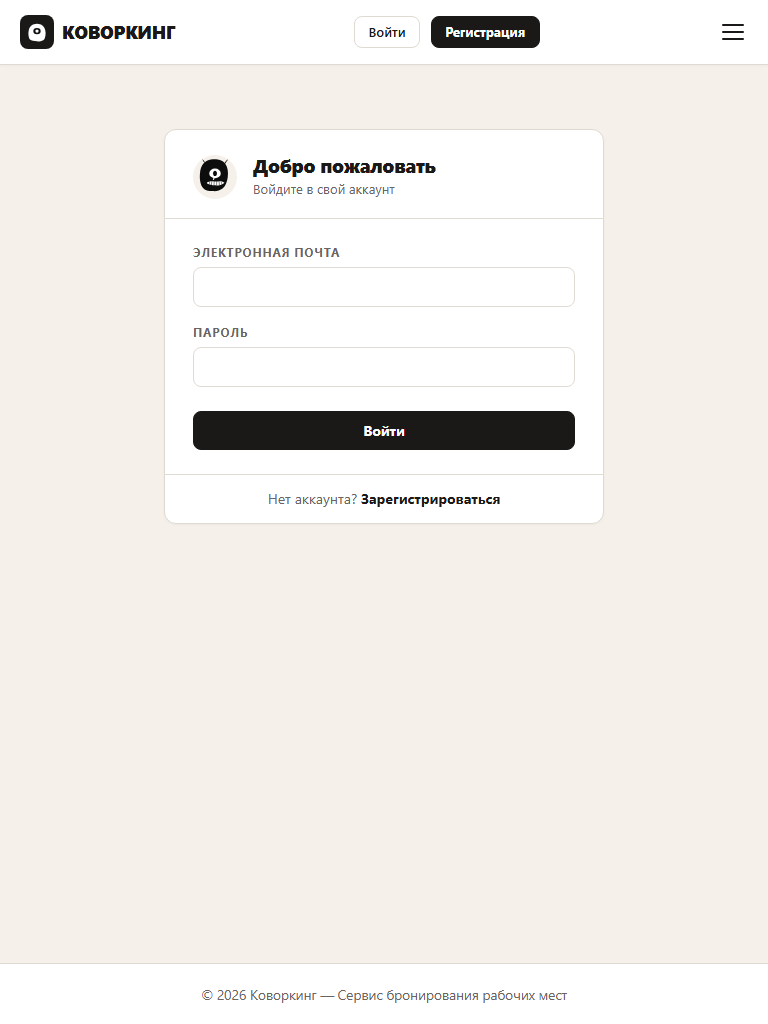 КОВОРКИНГ
Войти
Регистрация
Добро пожаловать
Войдите в свой аккаунт
ЭЛЕКТРОННАЯ ПОЧТА
ПАРОЛЬ
Войти
Нет аккаунта? Зарегистрироваться
© 2026 Коворкинг — Сервис бронирования рабочих мест